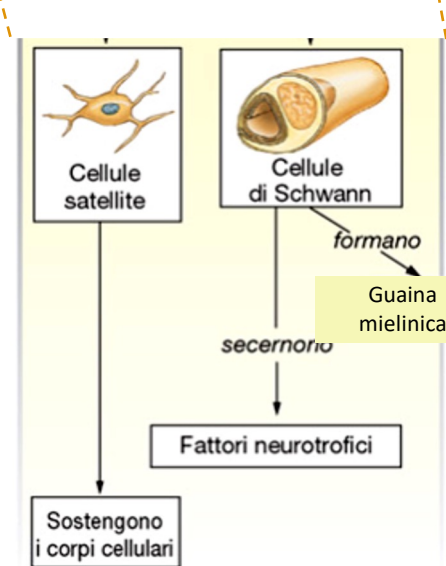 Cellule
satellite
Cellule
di Schwann
formano
Guaina
mielinica
secernono
Fattori neurotrofici
Sostengono
i corpi cellulari